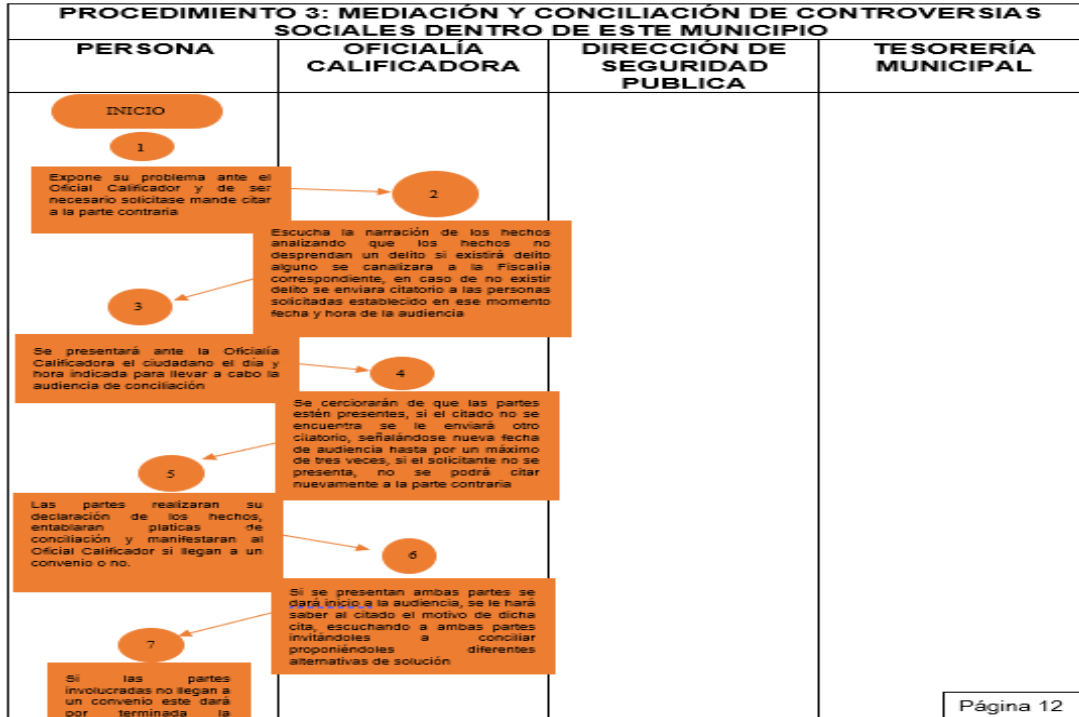 PROCEDIMIENTO 3: MEDIACIÓN Y CONCILIACIÓN DE CONTROVERSIAS
SOCIALES DENTRO DE ESTE MUNICIPIO
PERSONA
OFICIALÍA
CALIFICADORA
DIRECCIÓN DE
SEGURIDAD
PUBLICA
TESORERÍA
MUNICIPAL
INICIO
1
Expone su problema ante el
Oficial Calificador y de ser
necesario solicitase mande citar
a la parte contraria
2
Escucha la narración de los hechos
analizando que los hechos no
desprendan un delito si existirá delito
alguno se canalizara a la Fiscalía
correspondiente, en caso de no existir
delito se enviara citatorio a las personas
solicitadas establecido en ese momento
fecha y hora de la audiencia
3
Se presentará ante la Oficialía
Calificadora el ciudadano el día y
hora indicada para llevar a cabo la
audiencia de conciliación
4
Se cerciorarán de que las partes
estén presentes, si el citado no se
encuentra se le enviará otro
citatorio, señalándose nueva fecha
de audiencia hasta por un máximo
de tres veces, si el solicitante no se
presenta, no se podrá citar
nuevamente a la parte contraria
5
Las partes realizaran su
declaración de los hechos,
entablaran platicas de
conciliación y manifestaran al
Oficial Calificador si llegan a un
convenio o no.
6
Si se presentan ambas partes se
dará inicio a la audiencia, se le hará
saber al citado el motivo de dicha
cita, escuchando a ambas partes
invitándoles a conciliar
proponiéndoles diferentes
alternativas de solución
7
Si las partes
involucradas no llegan a
un convenio este dará
por terminada la
Página 12